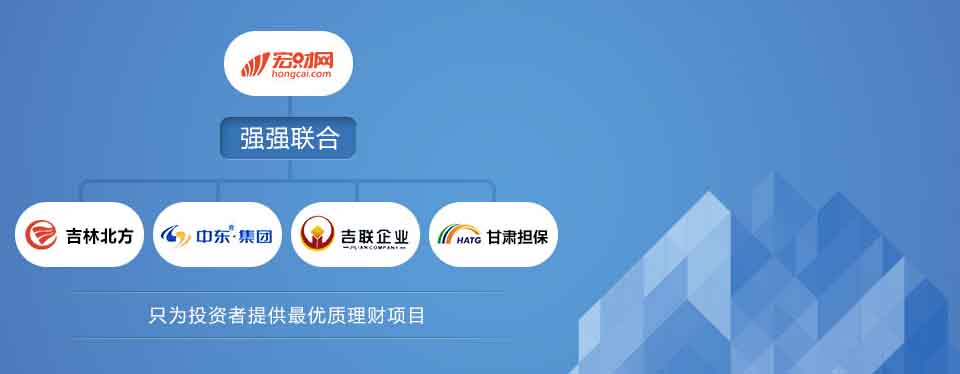 宏财网
hongcai.com
强强联合
吉林北方
中东·集团
吉联企业
JILIAN COMPANY
HATG 甘肃担保
只为投资者提供最优质理财项目